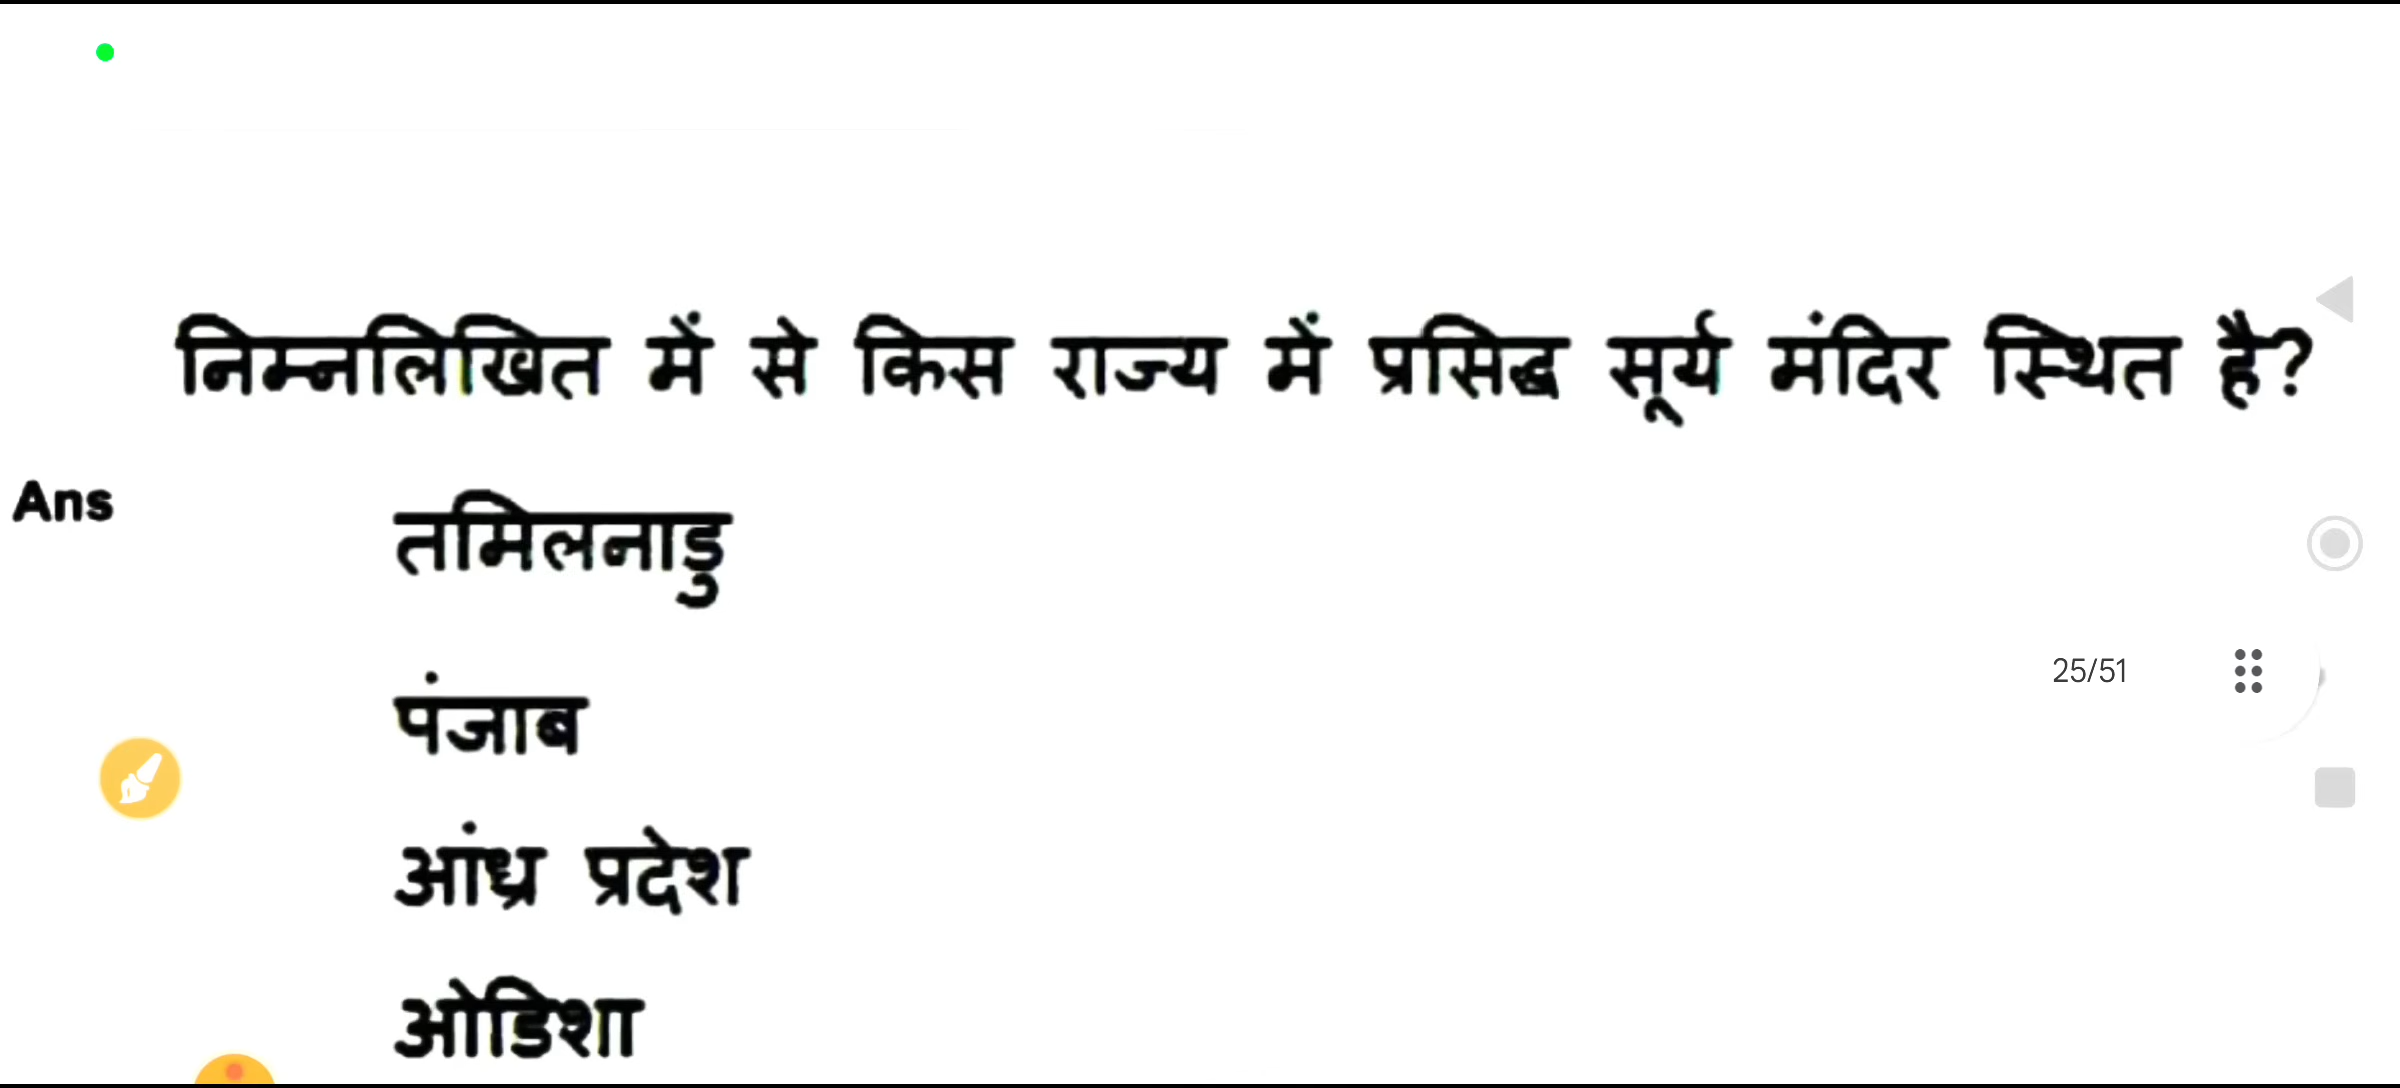 निम्नलिखित में से किस राज्य में प्रसिद्ध सूर्य मंदिर स्थित है?
Ans
तमिलनाडु
पंजाब
25/51
आंध्र प्रदेश
ओडिशा